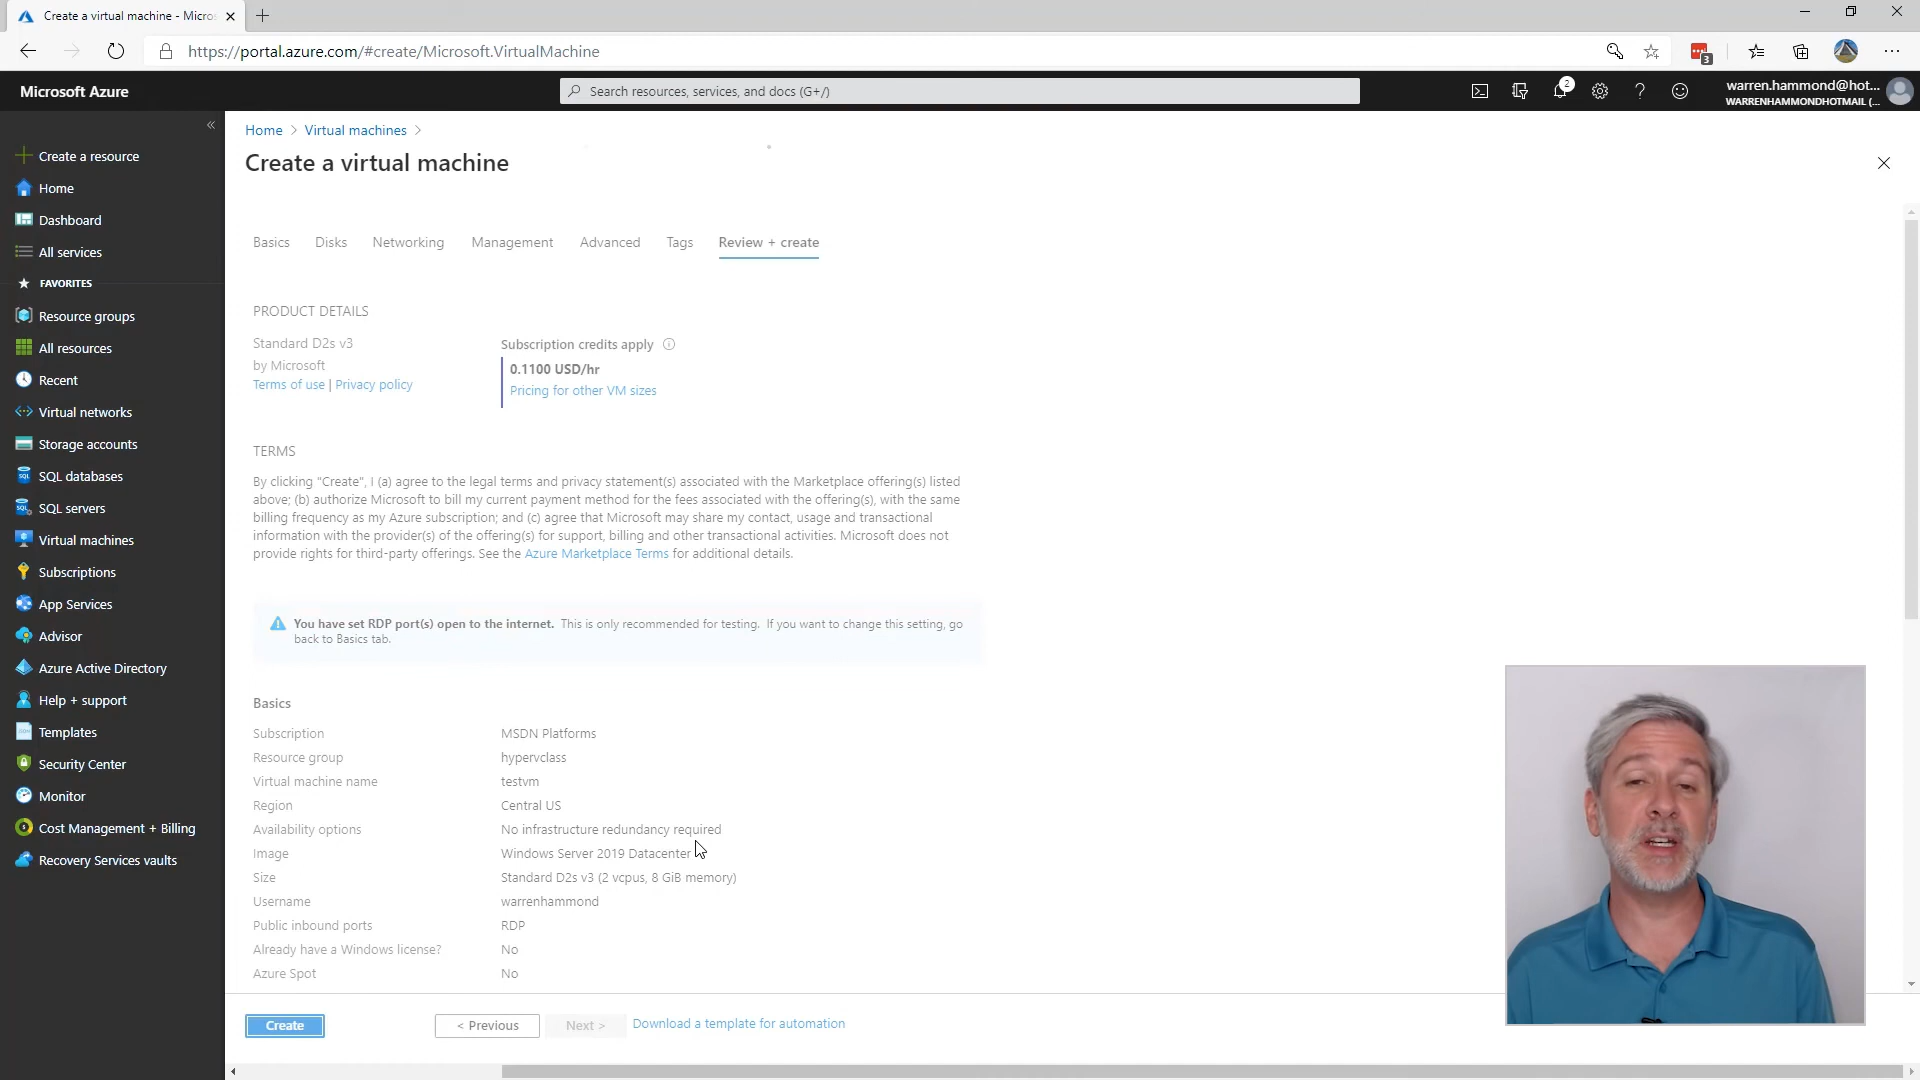 Create a virtual machine - Micros
https://portal.azure.com/#create/Microsoft.VirtualMachine
3
Microsoft Azure
Search resources, services, and docs (G+/)
2
warren.hammond@hot...
WARRENHAMMONDHOTMAIL (...
Create a resource
Home
Dashboard
All services
FAVORITES
Resource groups
All resources
Recent
Virtual networks
Storage accounts
SQL databases
SQL servers
Virtual machines
Subscriptions
App Services
Advisor
Azure Active Directory
Help + support
Templates
Security Center
Monitor
Cost Management + Billing
Recovery Services vaults
Home > Virtual machines >
Create a virtual machine
Basics Disks Networking Management Advanced Tags Review + create
PRODUCT DETAILS
Standard D2s v3
by Microsoft
Terms of use | Privacy policy
Subscription credits apply
0.1100 USD/hr
Pricing for other VM sizes
TERMS
By clicking "Create", I (a) agree to the legal terms and privacy statement(s) associated with the Marketplace offering(s) listed
above; (b) authorize Microsoft to bill my current payment method for the fees associated with the offering(s), with the same
billing frequency as my Azure subscription; and (c) agree that Microsoft may share my contact, usage and transactional
information with the provider(s) of the offering(s) for support, billing and other transactional activities. Microsoft does not
provide rights for third-party offerings. See the Azure Marketplace Terms for additional details.
You have set RDP port(s) open to the internet. This is only recommended for testing. If you want to change this setting, go
back to Basics tab.
Basics
Subscription MSDN Platforms
Resource group hypervclass
Virtual machine name testvm
Region Central US
Availability options No infrastructure redundancy required
Image Windows Server 2019 Datacenter
Size Standard D2s v3 (2 vcpus, 8 GiB memory)
Username warrenhammond
Public inbound ports RDP
Already have a Windows license? No
Azure Spot No
Create < Previous Next > Download a template for automation